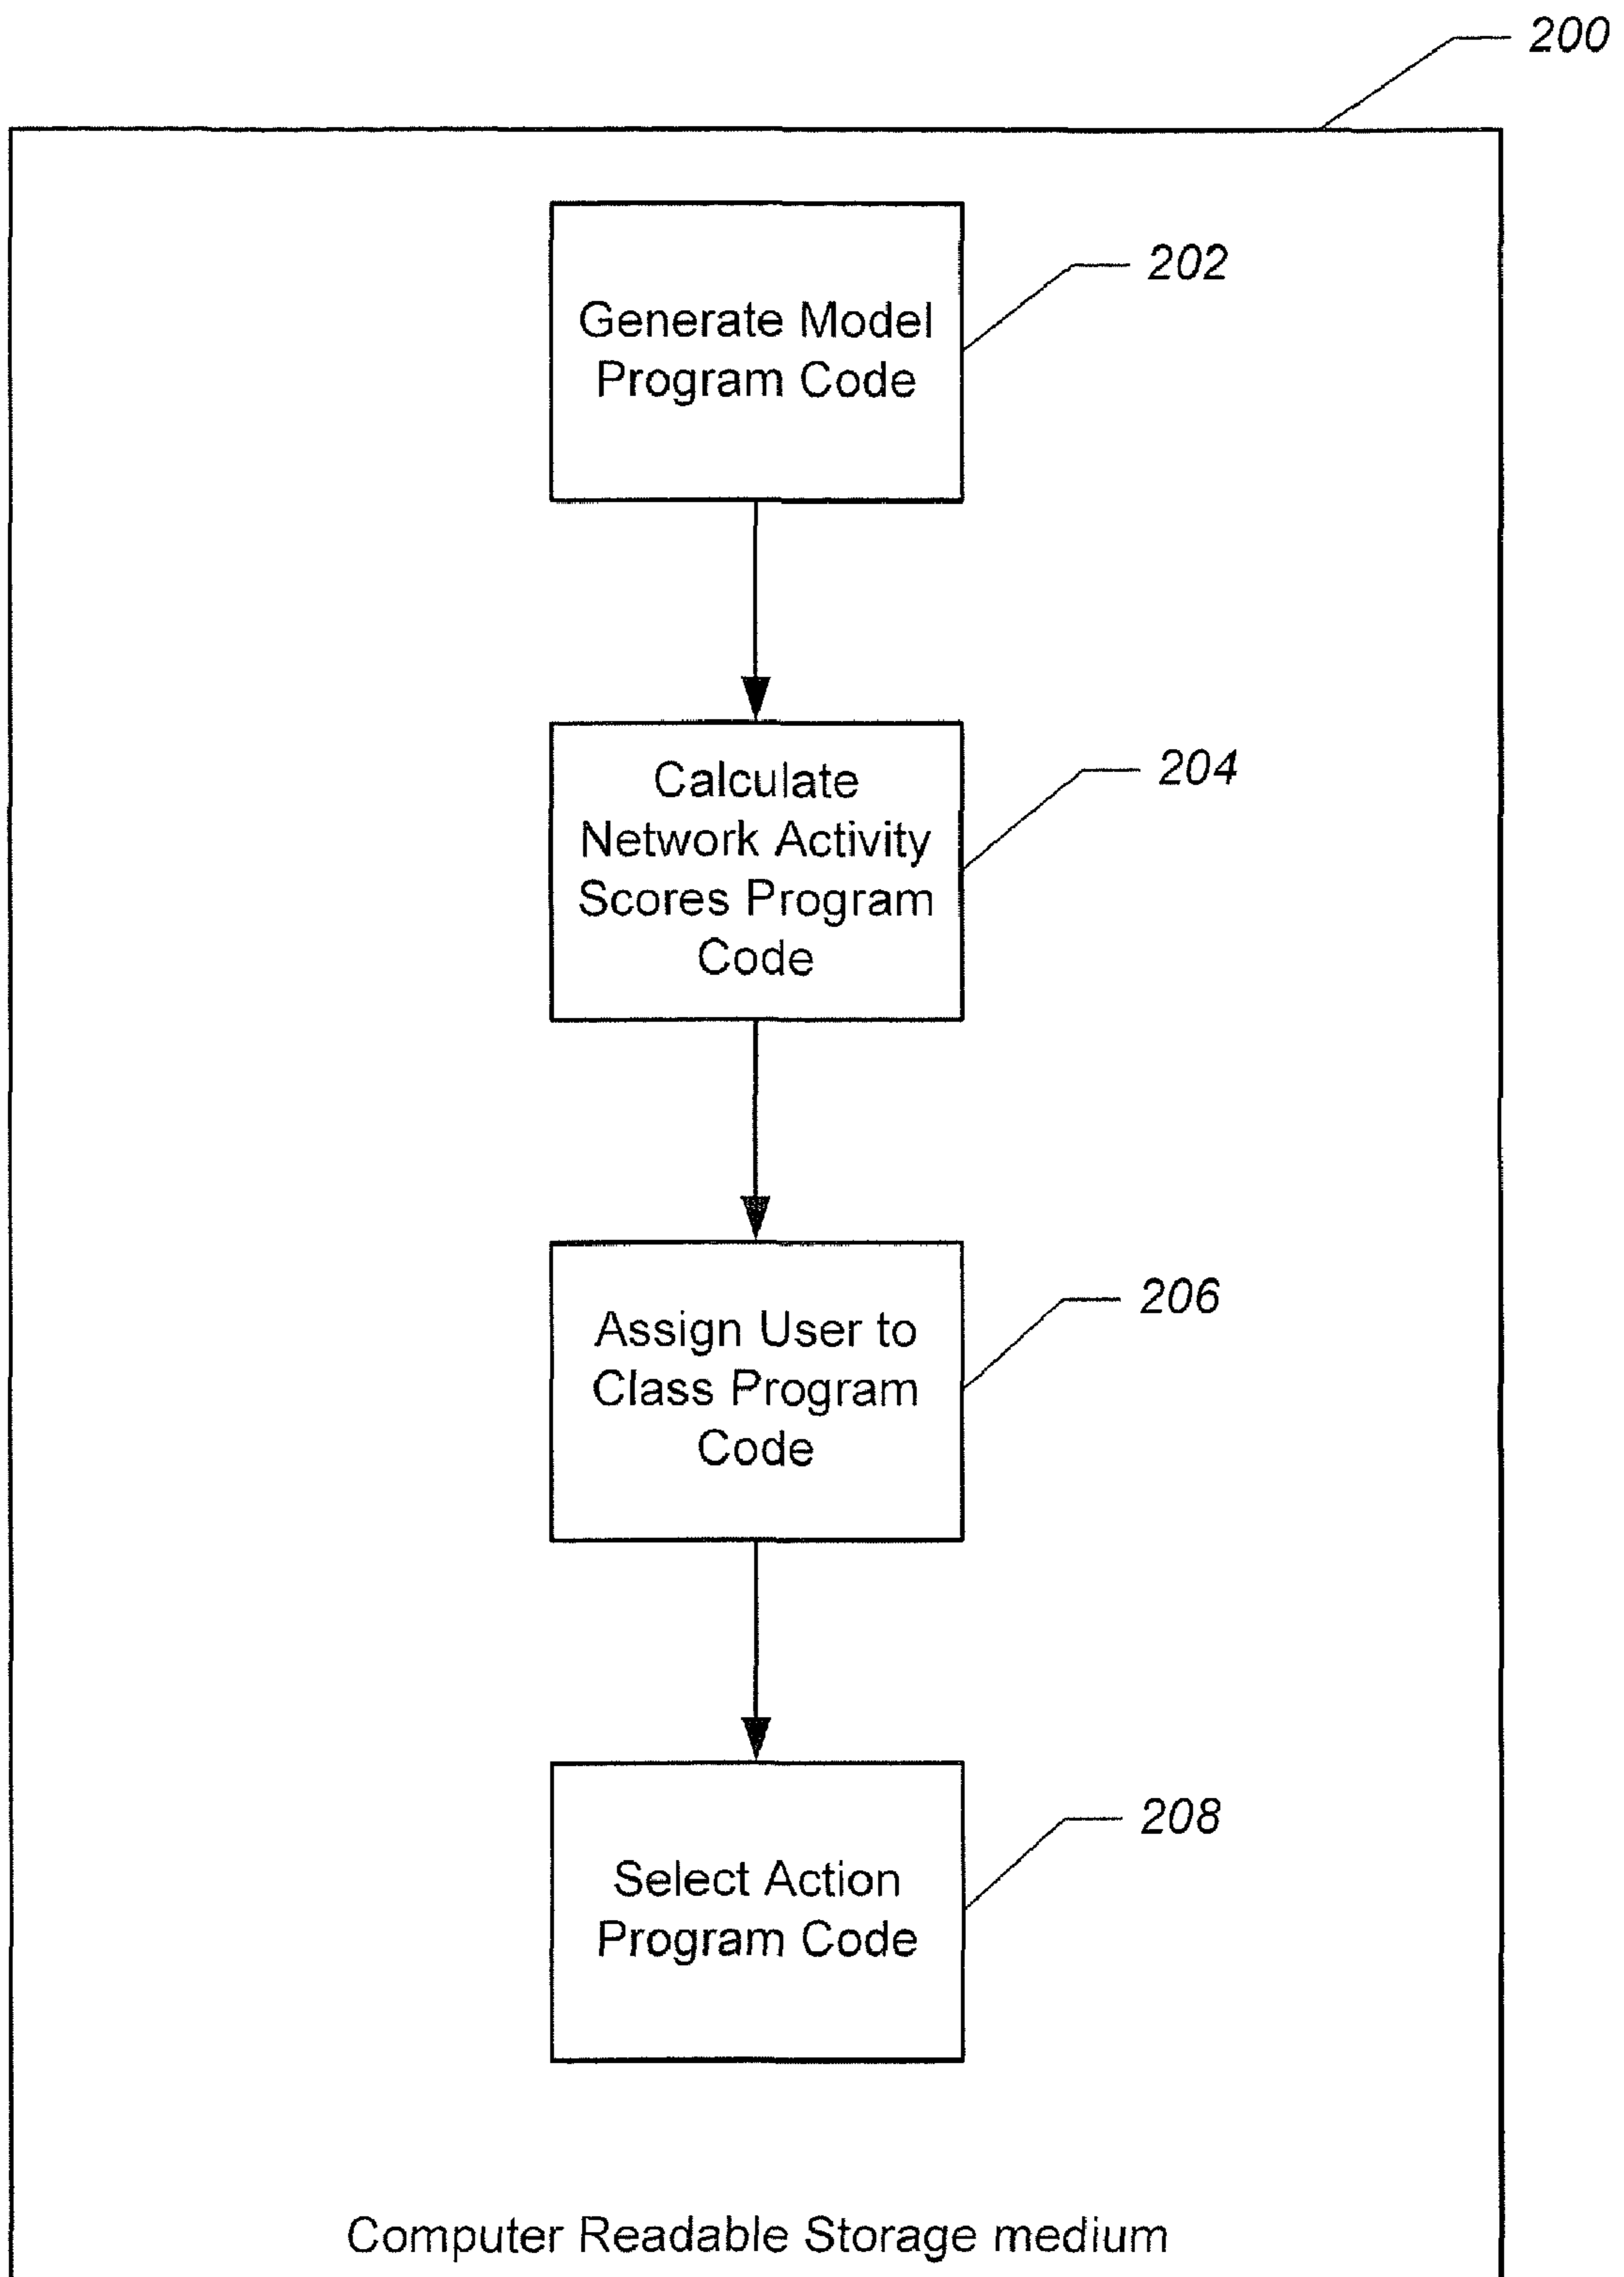 200
Generate Model
Program Code
202
Calculate
Network Activity
Scores Program
Code
204
Assign User to
Class Program
Code
206
Select Action
Program Code
208
Computer Readable Storage medium